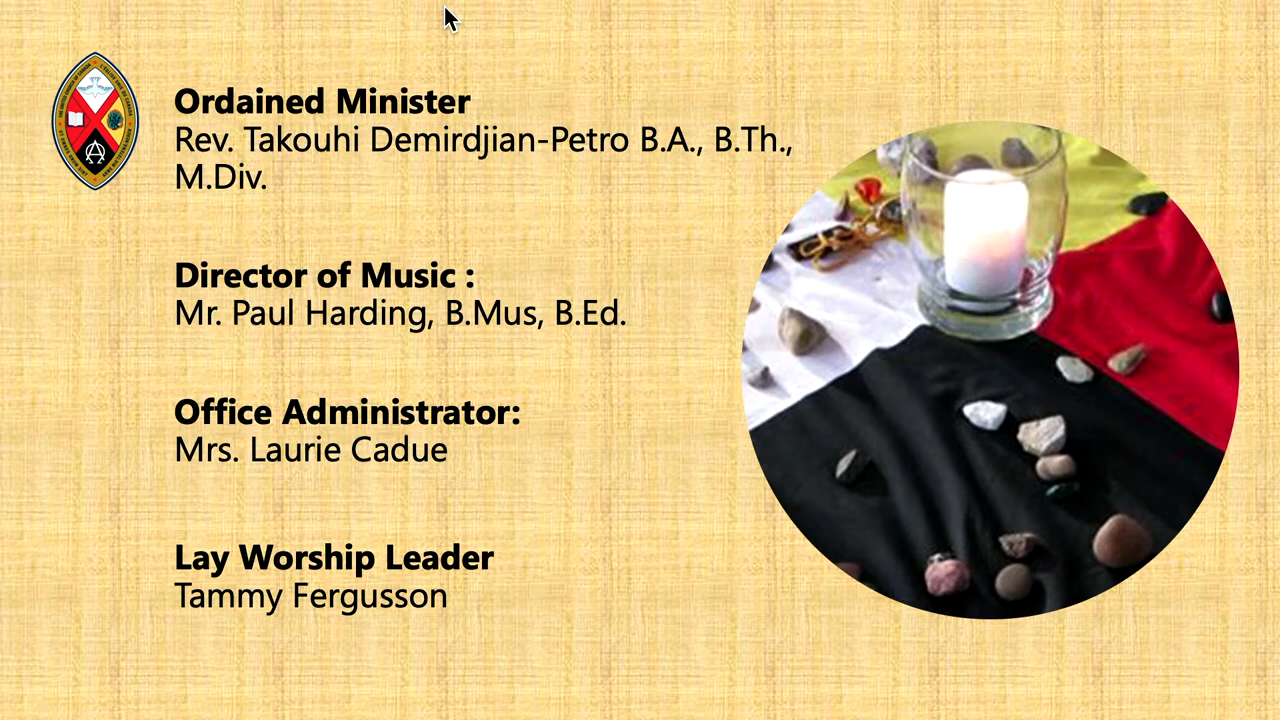 Ordained Minister
Rev. Takouhi Demirdjian-Petro B.A., B.Th.,
M.Div.
Director of Music :
Mr. Paul Harding, B.Mus, B.Ed.
Office Administrator:
Mrs. Laurie Cadue
Lay Worship Leader
Tammy Fergusson